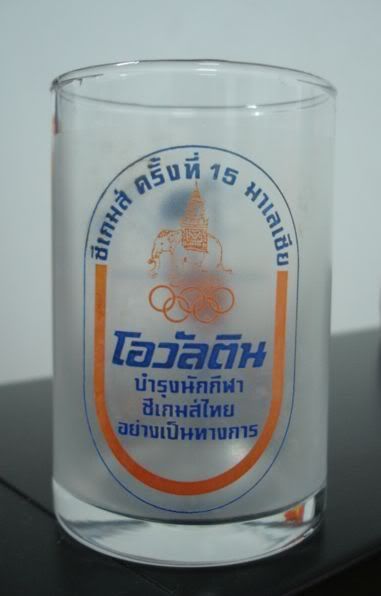 ซีเกมส์ ครั้งที่ 15 มาเลเซีย
โอวัลติน
บำรุงนักกีฬา
ซีเกมส์ไทย
อย่างเป็นทางการ